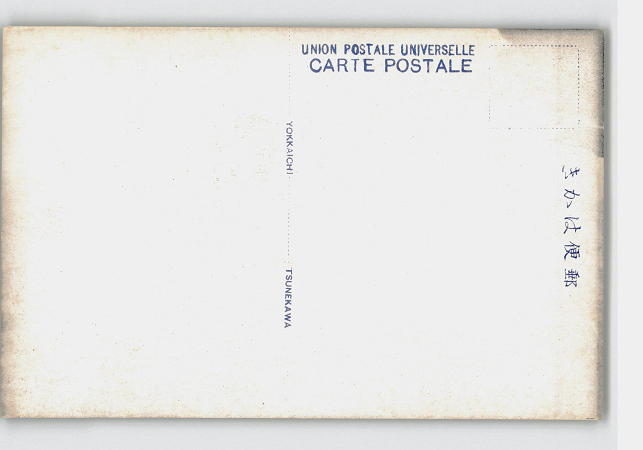 UNION POSTALE UNIVERSELLE
CARTE POSTALE
YOKKAICHI
TSUNEKAWA
きかは便郵